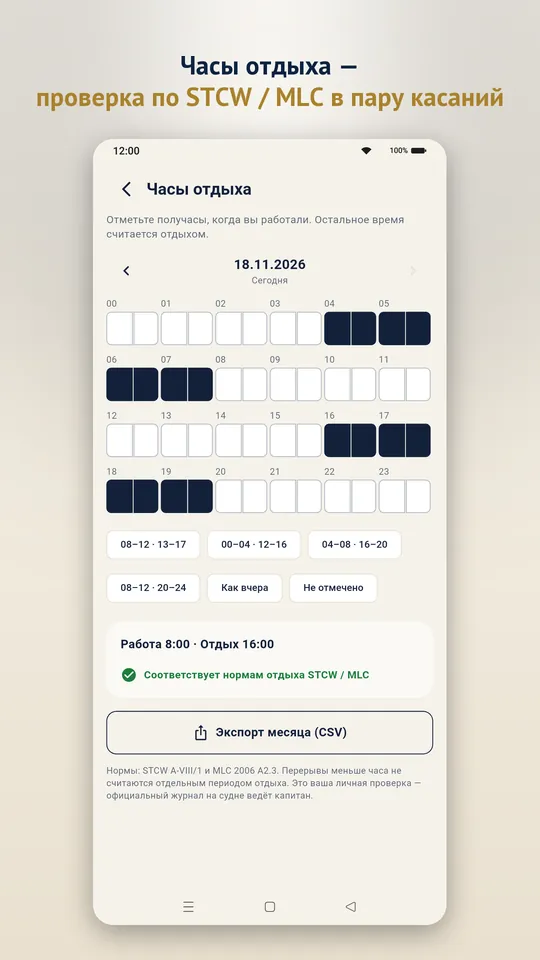 Часы отдыха —
проверка по STCW / MLC в пару касаний
12:00
100%
Часы отдыха
Отметьте получасы, когда вы работали. Остальное время
считается отдыхом.
18.11.2026
Сегодня
00 01 02 03 04 05
06 07 08 09 10 11
12 13 14 15 16 17
18 19 20 21 22 23
08–12 · 13–17
00–04 · 12–16
04–08 · 16–20
08–12 · 20–24
Как вчера
Не отмечено
Работа 8:00 · Отдых 16:00
Соответствует нормам отдыха STCW / MLC
Экспорт месяца (CSV)
Нормы: STCW A-VIII/1 и MLC 2006 A2.3. Перерывы меньше часа не
считаются отдельным периодом отдыха. Это ваша личная проверка —
официальный журнал на судне ведёт капитан.